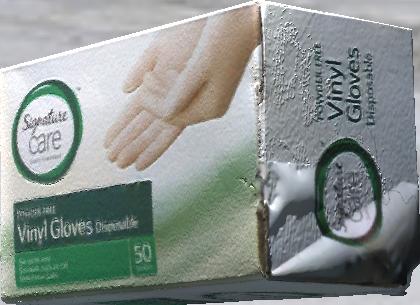 Signature
care
POWDER FREE
Vinyl Gloves Disposable
50
POWDER FREE
Vinyl
Gloves
Disposable
Signature
Care